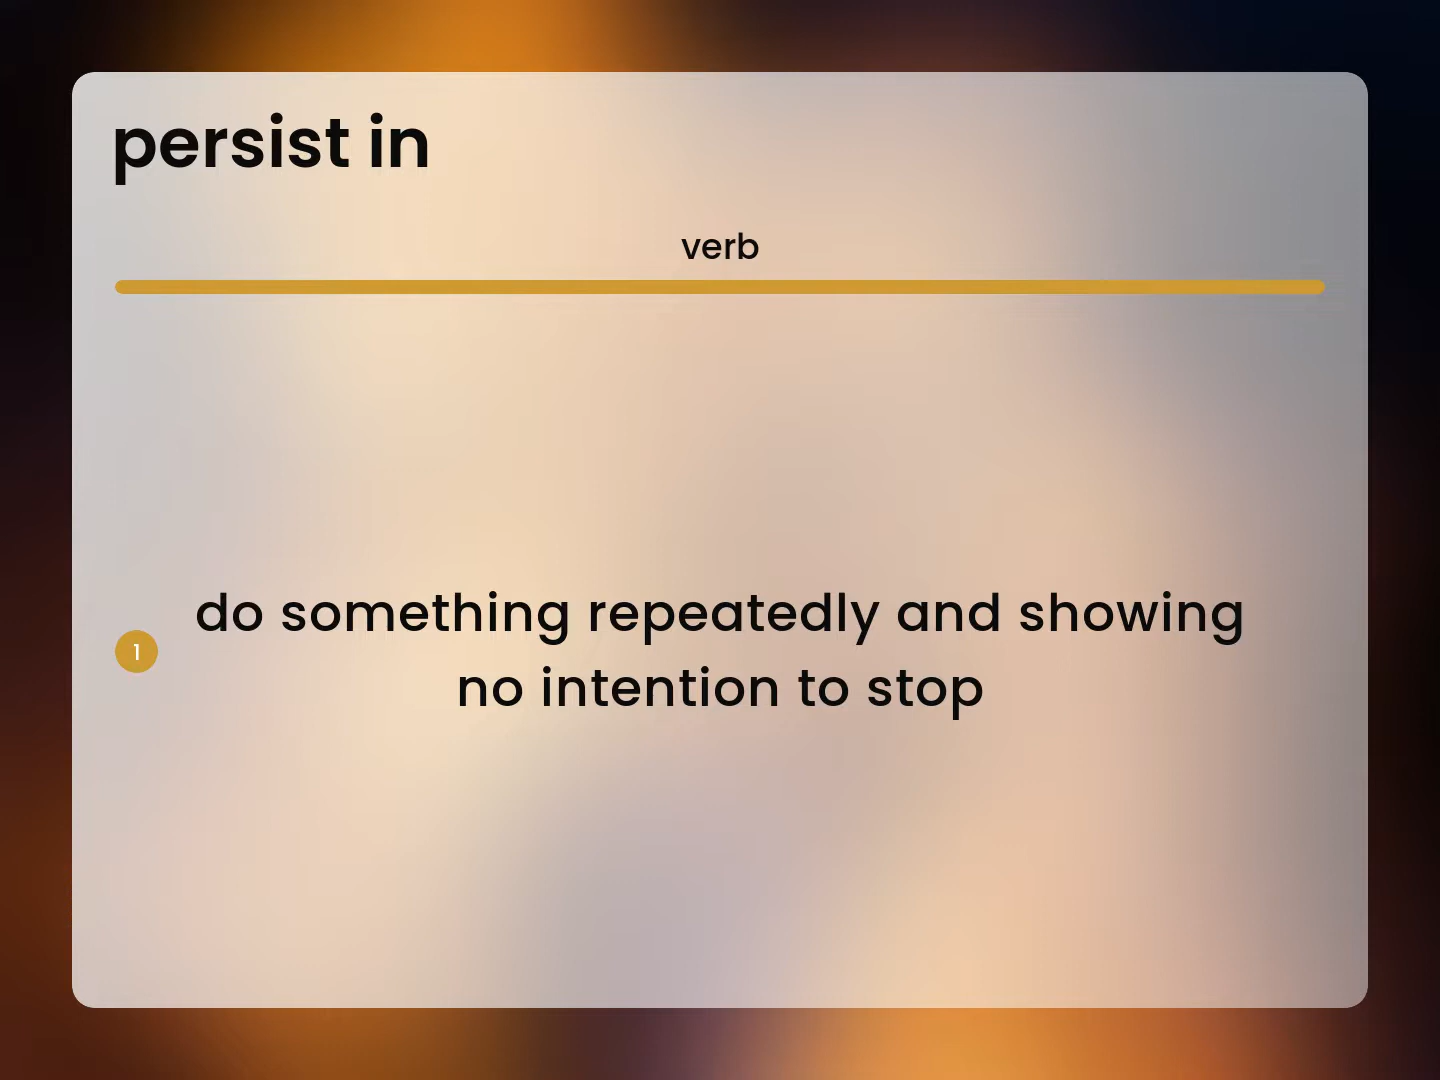 persist in
verb
1
do something repeatedly and showing
no intention to stop